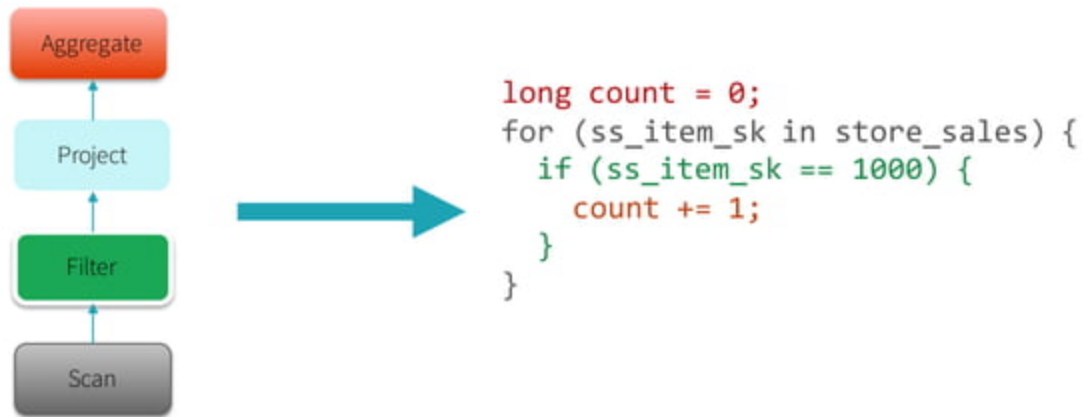 Aggregate
Project
Filter
Scan
long count = 0;
for (ss_item_sk in store_sales) {
  if (ss_item_sk == 1000) {
    count += 1;
  }
}